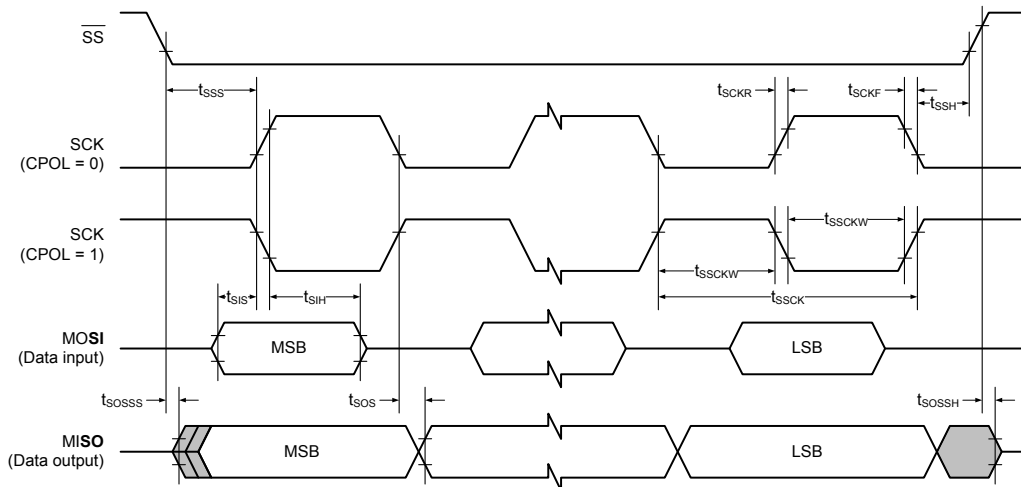 SS
tSSS
tSCKR
tSCKF
tSSH
SCK
(CPOL = 0)
SCK
(CPOL = 1)
tSSCKW
tSSCKW
tSSCK
tSIS
tSIH
MOSI
(Data input)
MSB
LSB
tSOSSS
tSOS
tSOSSH
MISO
(Data output)
MSB
LSB